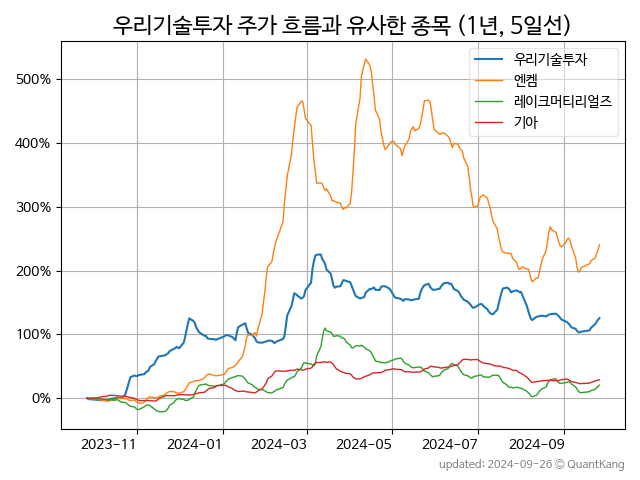 우리기술투자 주가 흐름과 유사한 종목 (1년, 5일선)
우리기술투자
엔켐
레이크머티리얼즈
기아
500%
400%
300%
200%
100%
0%
2023-11 2024-01 2024-03 2024-05 2024-07 2024-09
updated: 2024-09-26 © QuantKang